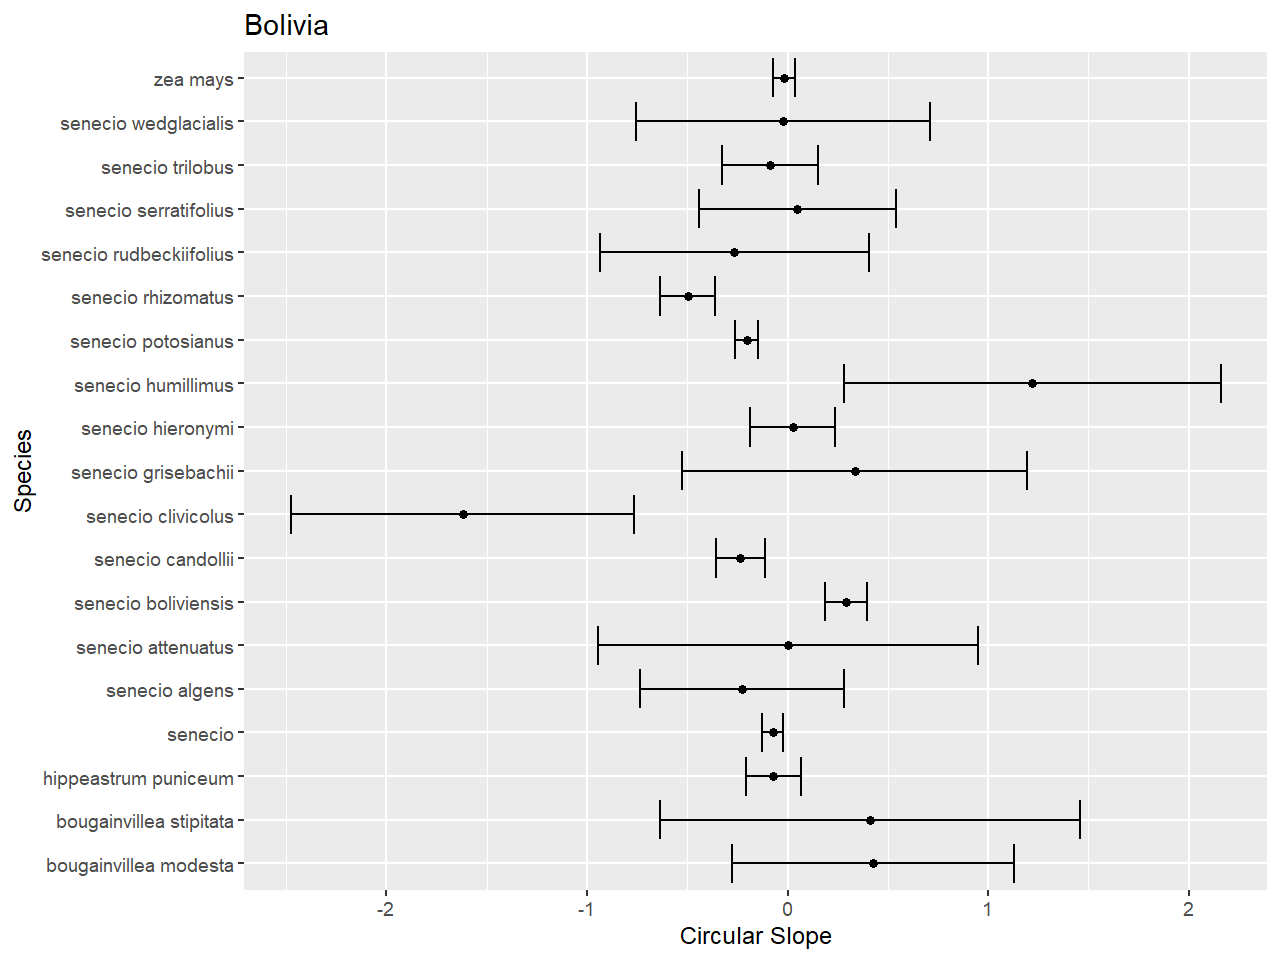 Bolivia
zea mays
senecio wedglacialis
senecio trilobus
senecio serratifolius
senecio rudbeckiifolius
senecio rhizomatus
senecio potosianus
senecio humillimus
senecio hieronymi
senecio grisebachii
senecio clivicolus
senecio candollii
senecio boliviensis
senecio attenuatus
senecio algens
senecio
hippeastrum puniceum
bougainvillea stipitata
bougainvillea modesta
Species
-2 -1 0 1 2
Circular Slope